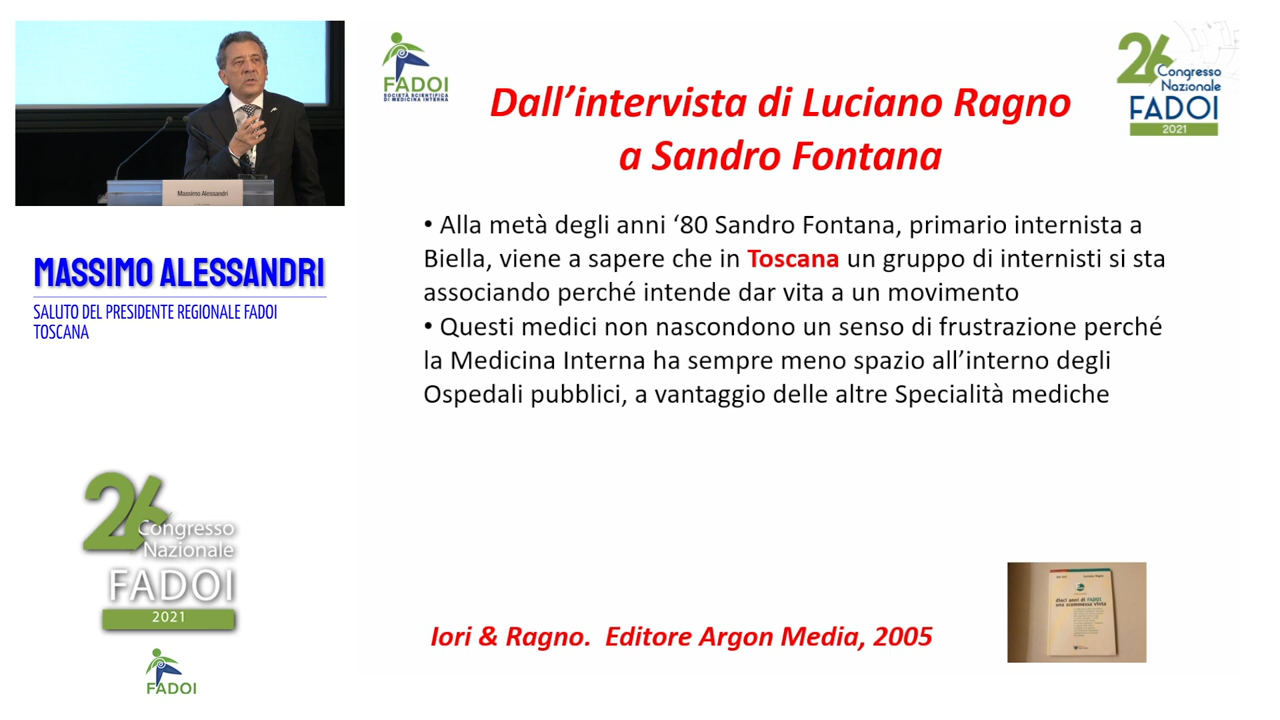 Massimo Alessandri
MASSIMO ALESSANDRI
SALUTO DEL PRESIDENTE REGIONALE FADOI
TOSCANA
26
Congresso
Nazionale
FADOI
2021
FADOI
FADOI
SOCIETÀ SCIENTIFICA
DI MEDICINA INTERNA
26
Congresso
Nazionale
FADOI
2021
Dall’intervista di Luciano Ragno
a Sandro Fontana
• Alla metà degli anni ‘80 Sandro Fontana, primario internista a
Biella, viene a sapere che in Toscana un gruppo di internisti si sta
associando perché intende dar vita a un movimento
• Questi medici non nascondono un senso di frustrazione perché
la Medicina Interna ha sempre meno spazio all’interno degli
Ospedali pubblici, a vantaggio delle altre Specialità mediche
Iori & Ragno. Editore Argon Media, 2005
dieci anni di FADOI
una scommessa vinta